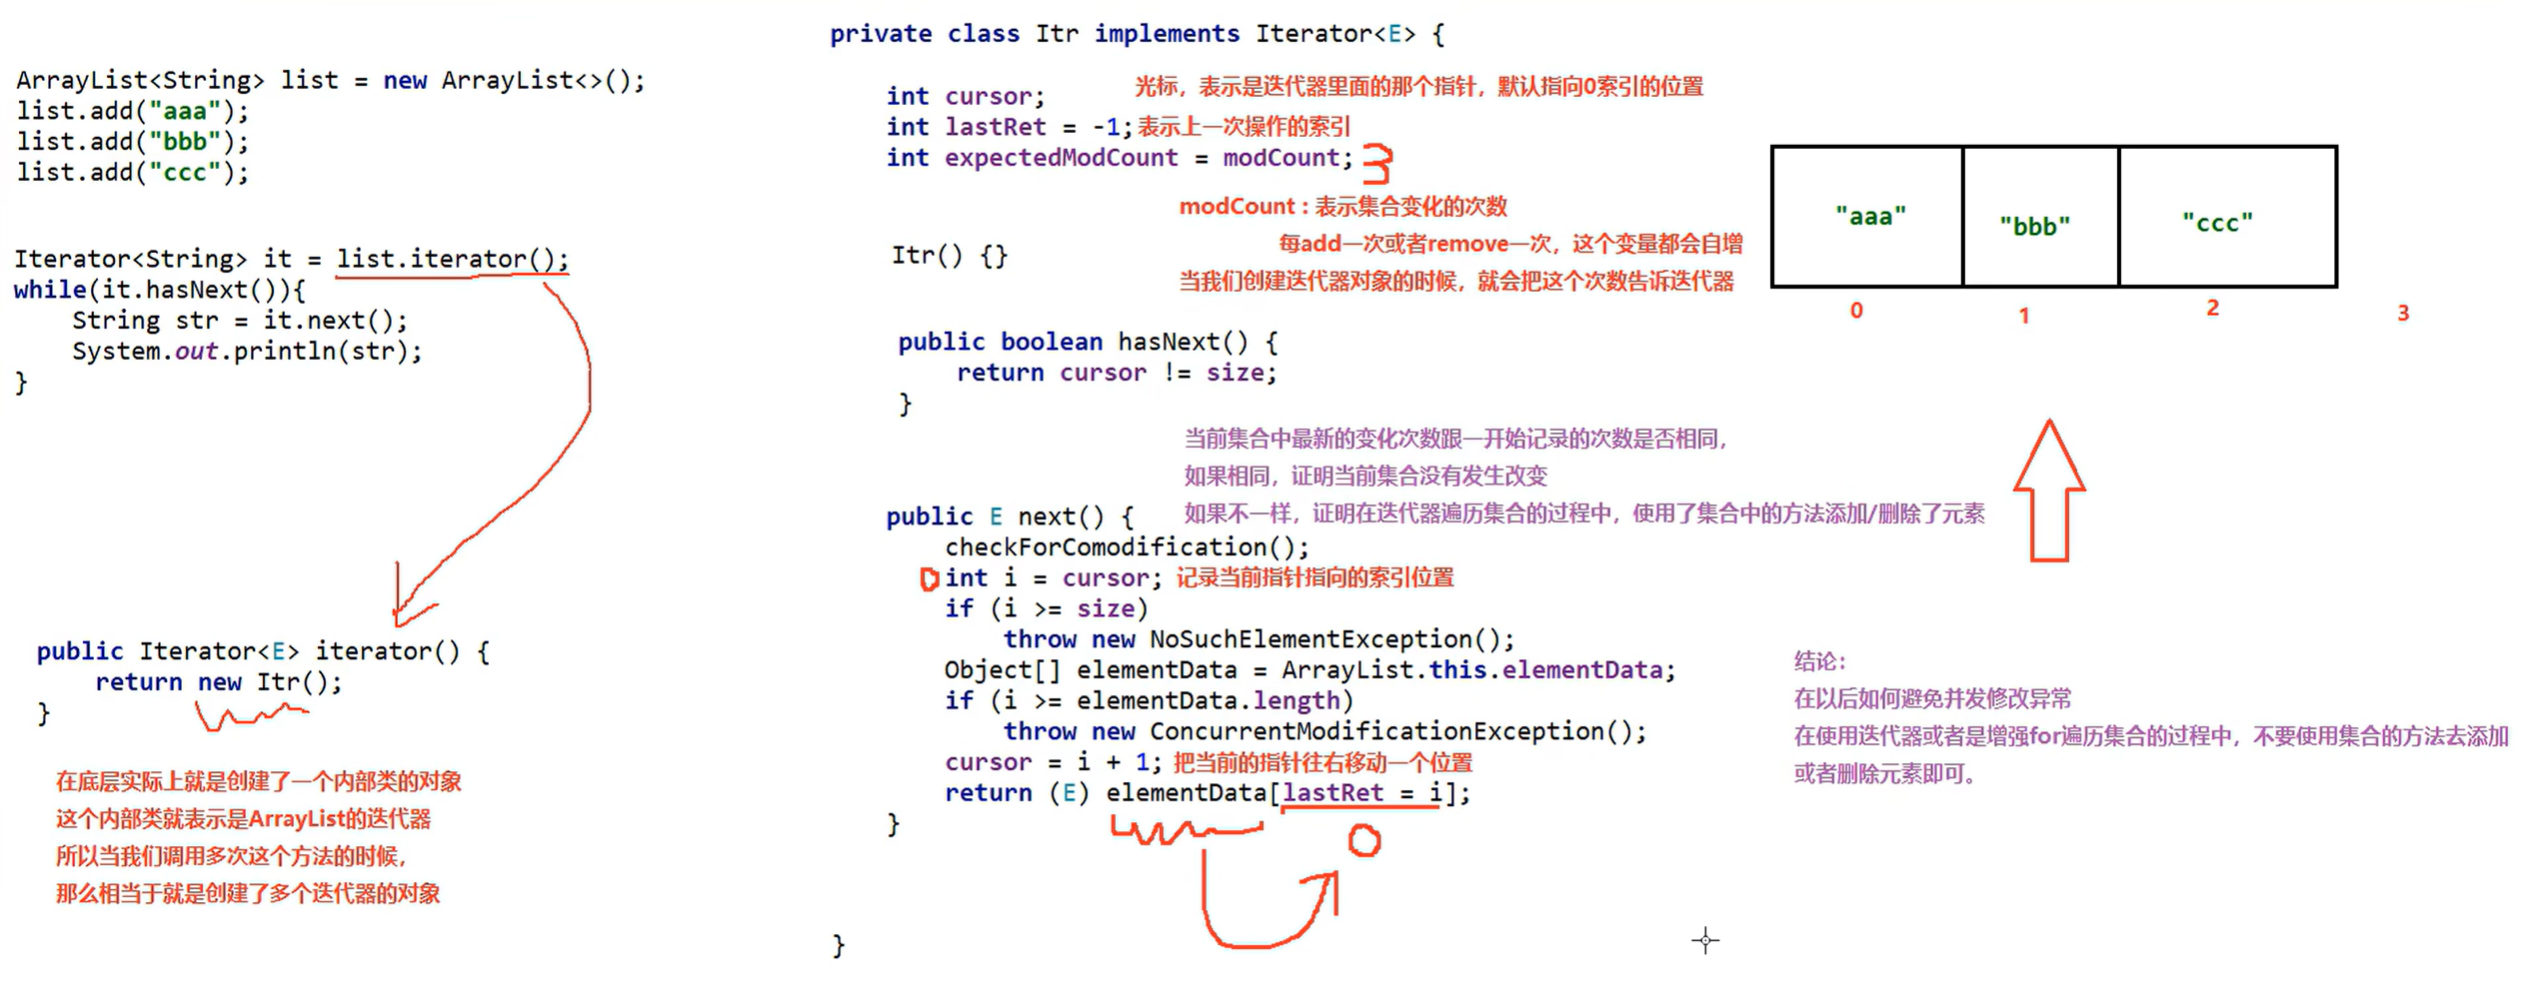 ArrayList<String> list = new ArrayList<>();
list.add("aaa");
list.add("bbb");
list.add("ccc");
Iterator<String> it = list.iterator();
while(it.hasNext()){
String str = it.next();
System.out.println(str);
}
public Iterator<E> iterator() {
return new Itr();
}
在底层实际上就是创建了一个内部类的对象
这个内部类就表示是ArrayList的迭代器
所以当我们调用多次这个方法的时候，
那么相当于就是创建了多个迭代器的对象
private class Itr implements Iterator<E> {
int cursor; 光标，表示是迭代器里面的那个指针，默认指向0索引的位置
int lastRet = -1; 表示上一次操作的索引
int expectedModCount = modCount; 3
modCount：表示集合变化的次数
每add一次或者remove一次，这个变量都会自增
Itr() {}
当我们创建迭代器对象的时候，就会把这个次数告诉迭代器
public boolean hasNext() {
return cursor != size;
}
当前集合中最新的变化次数跟一开始记录的次数是否相同，
如果相同，证明当前集合没有发生改变
如果不一样，证明在迭代器遍历集合的过程中，使用了集合中的方法添加/删除了元素
public E next() {
checkForComodification();
0 int i = cursor; 记录当前指针指向的索引位置
if (i >= size)
throw new NoSuchElementException();
Object[] elementData = ArrayList.this.elementData;
if (i >= elementData.length)
throw new ConcurrentModificationException();
cursor = i + 1; 把当前的指针往右移动一个位置
return (E) elementData[lastRet = i];
}
0
}
"aaa" "bbb" "ccc"
0 1 2 3
结论：
在以后如何避免并发修改异常
在使用迭代器或者是增强for遍历集合的过程中，不要使用集合的方法去添加
或者删除元素即可。